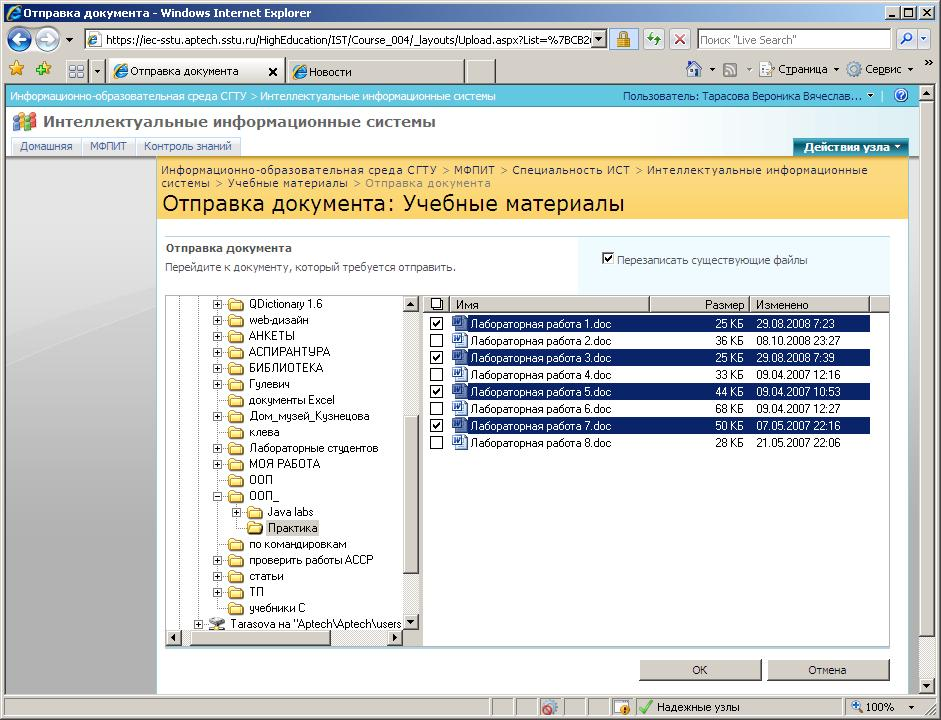 Отправка документа - Windows Internet Explorer
https://iec-sstu.aptech.sstu.ru/HighEducation/IST/Course_004/_layouts/Upload.aspx?List=%7CB2
Поиск "Live Search"
Отправка документа
Новости
Страница
Сервис
Информационно-образовательная среда СГТУ > Интеллектуальные информационные системы
Пользователь: Тарасова Вероника Вячеслав...
Интеллектуальные информационные системы
Домашняя МФПИТ Контроль знаний
Действия узла
Информационно-образовательная среда СГТУ > МФПИТ > Специальность ИСТ > Интеллектуальные информационные
системы > Учебные материалы > Отправка документа
Отправка документа: Учебные материалы
Отправка документа
Перейдите к документу, который требуется отправить.
Перезаписать существующие файлы
QDictionary 1.6
web-дизайн
АНКЕТЫ
АСПИРАНТУРА
БИБЛИОТЕКА
Гулевич
документы Excel
Дом_музей_Кузнецова
клева
Лабораторные студентов
МОЯ РАБОТА
ООП
ООП_
Java labs
Практика
по командировкам
проверить работы АССР
статьи
ТП
учебники С
Tarasova на "Aptech\Aptech\users
Имя Размер Изменено
Лабораторная работа 1.doc 25 КБ 29.08.2008 7:23
Лабораторная работа 2.doc 36 КБ 08.10.2008 23:27
Лабораторная работа 3.doc 25 КБ 29.08.2008 7:39
Лабораторная работа 4.doc 33 КБ 09.04.2007 12:16
Лабораторная работа 5.doc 44 КБ 09.04.2007 10:53
Лабораторная работа 6.doc 68 КБ 09.04.2007 12:27
Лабораторная работа 7.doc 50 КБ 07.05.2007 22:16
Лабораторная работа 8.doc 28 КБ 21.05.2007 22:06
ОК
Отмена
Надежные узлы
100%